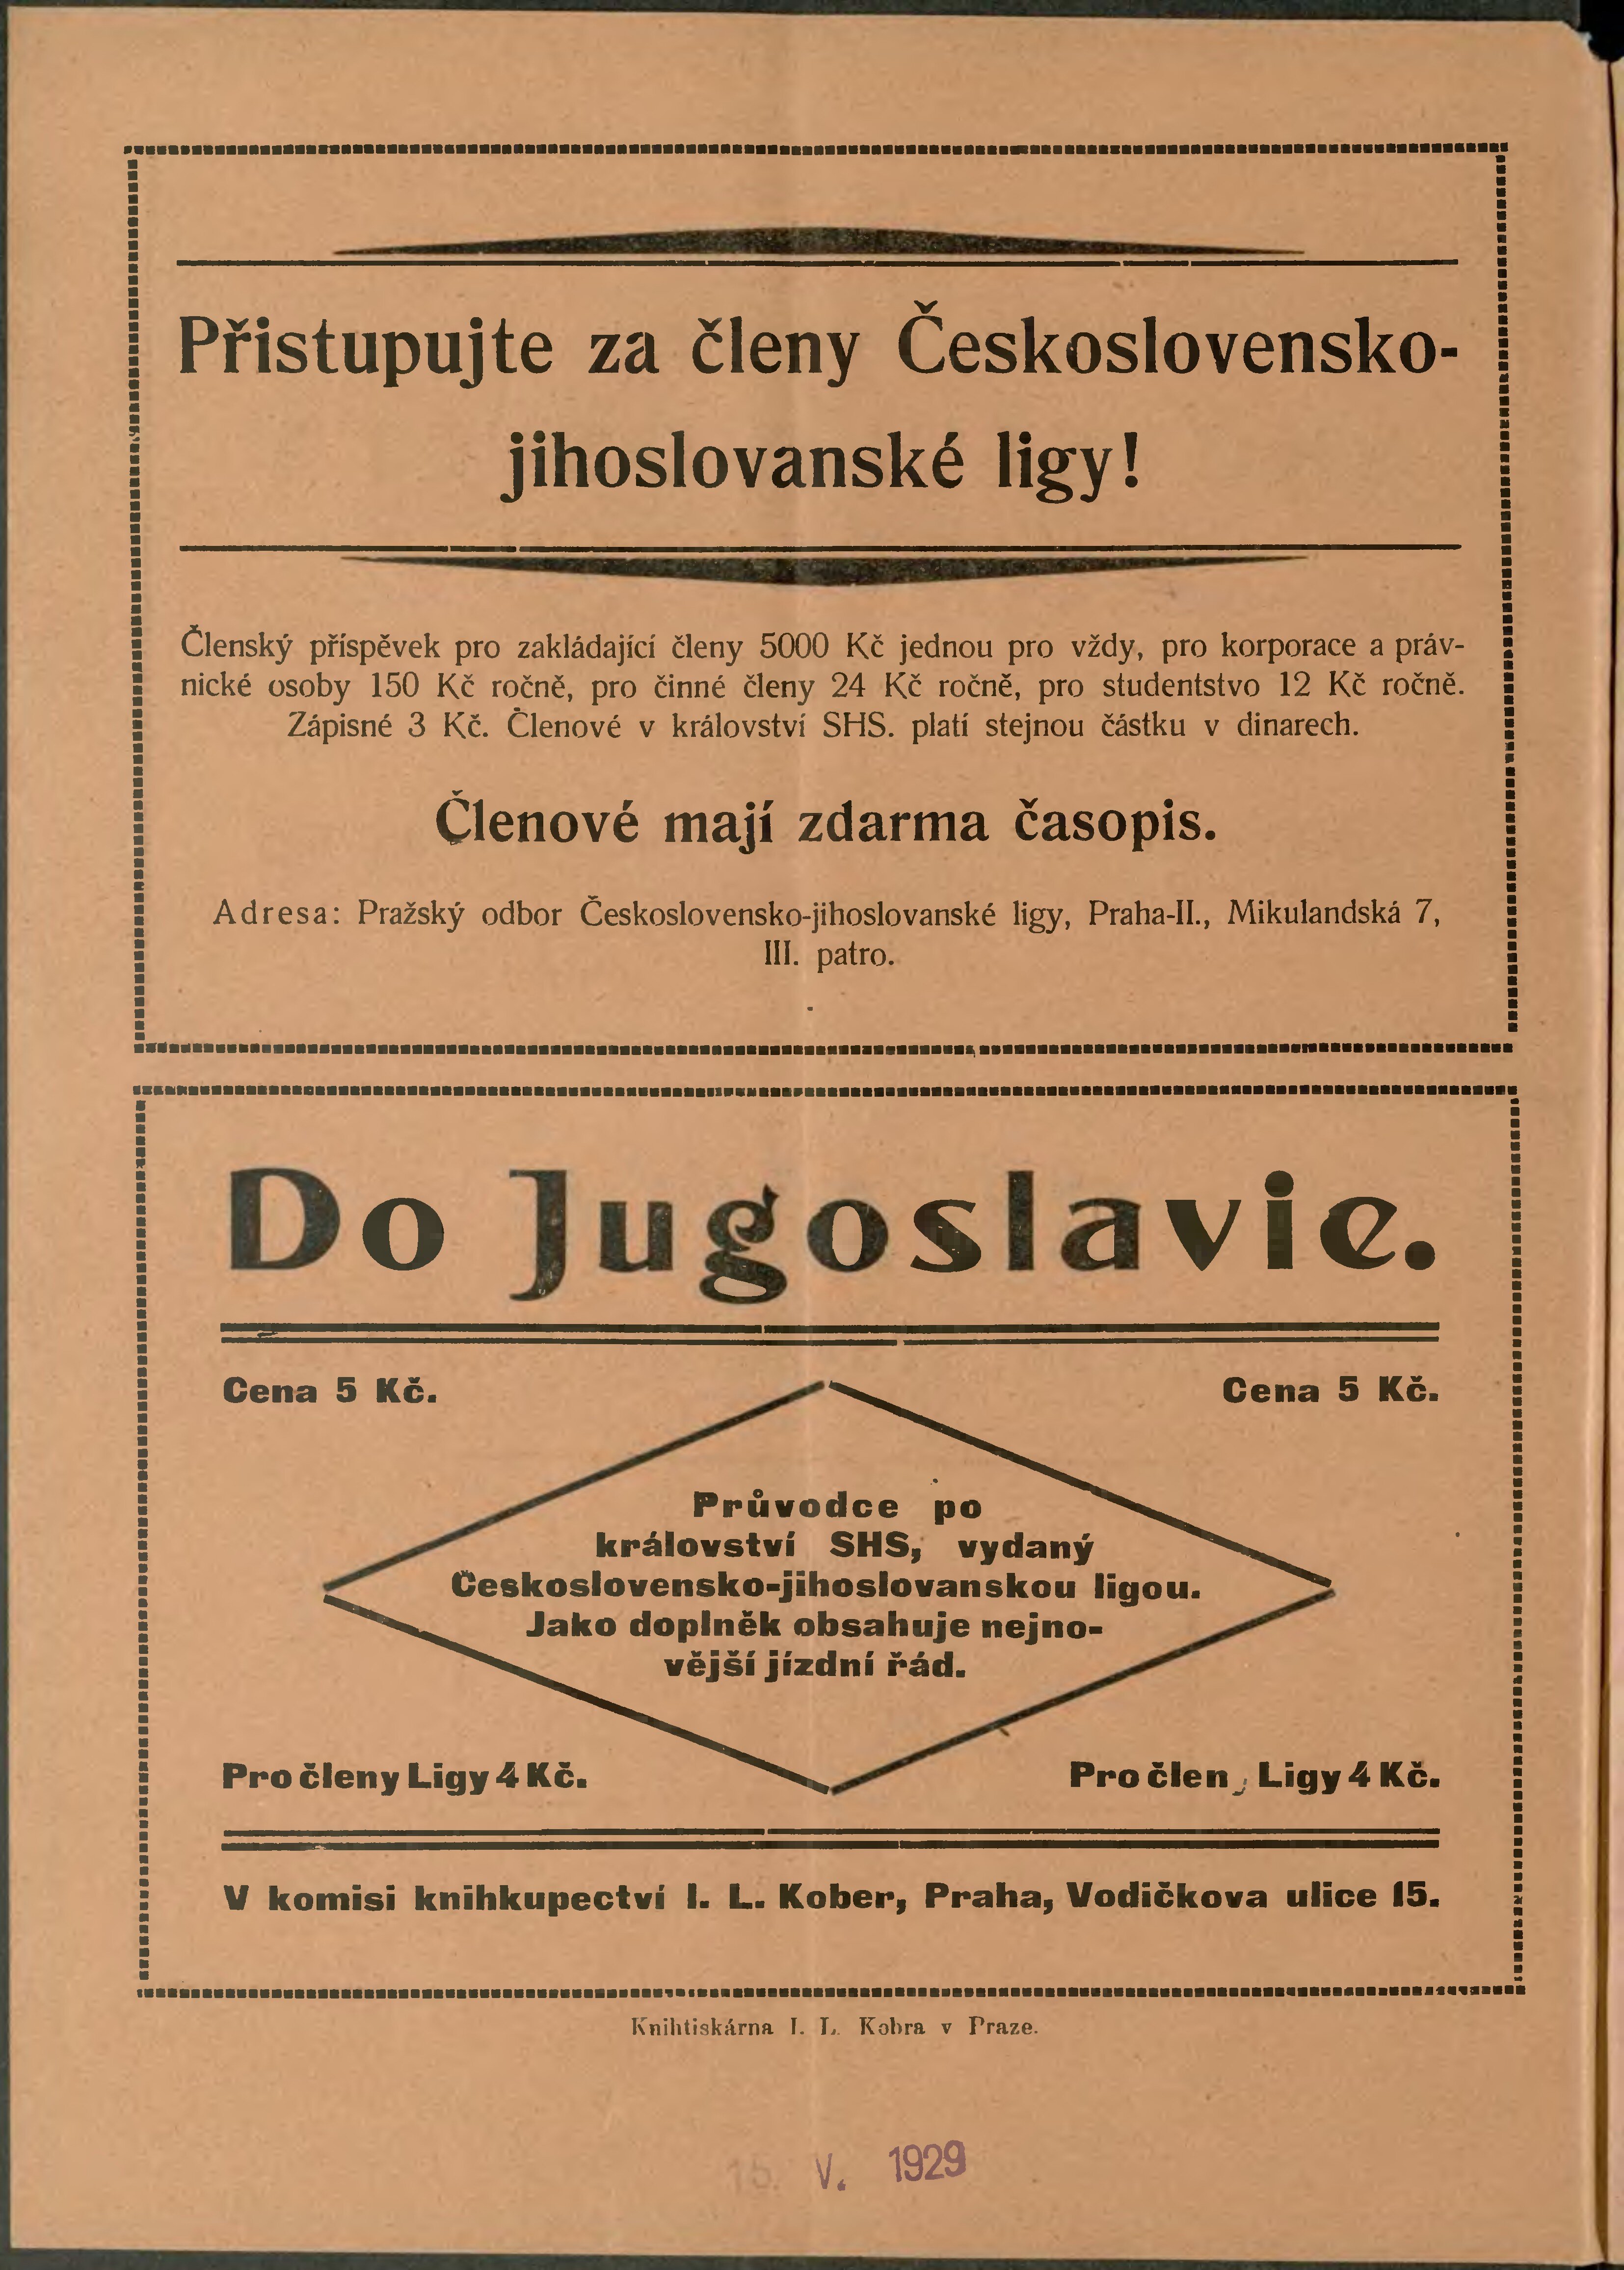 Přistupujte za členy Československo-
jihoslovanské ligy!
Členský příspěvek pro zakládající členy 5000 Kč jednou pro vždy, pro korporace a práv-
nické osoby 150 Kč ročně, pro činné členy 24 Kč ročně, pro studentstvo 12 Kč ročně.
Zápisné 3 Kč. Členové v království SHS. platí stejnou částku v dinarech.
Členové mají zdarma časopis.
Adresa: Pražský odbor Československo-jihoslovanské ligy, Praha-II., Mikulandská 7,
III. patro.
Do Jugoslavie.
Cena 5 Kč. Cena 5 Kč.
Průvodce po
království SHS, vydaný
Československo-jihoslovanskou ligou.
Jako doplněk obsahuje nejno-
vější jízdní řád.
Pro členy Ligy 4 Kč. Pro člen, Ligy 4 Kč.
V komisi knihkupectví I. L. Kober, Praha, Vodičkova ulice 15.
Knihtiskárna I. L. Kobra v Praze.
15. V. 1929